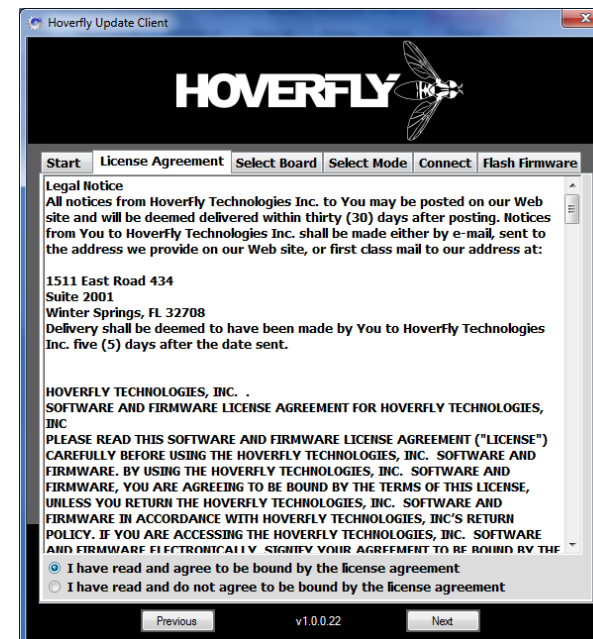 Hoverfly Update Client
HOVERFLY
Start License Agreement Select Board Select Mode Connect Flash Firmware
Legal Notice
All notices from HoverFly Technologies Inc. to You may be posted on our Web
site and will be deemed delivered within thirty (30) days after posting. Notices
from You to HoverFly Technologies Inc. shall be made either by e-mail, sent to
the address we provide on our Web site, or first class mail to our address at:
1511 East Road 434
Suite 2001
Winter Springs, FL 32708
Delivery shall be deemed to have been made by You to HoverFly Technologies
Inc. five (5) days after the date sent.
HOVERFLY TECHNOLOGIES, INC. .
SOFTWARE AND FIRMWARE LICENSE AGREEMENT FOR HOVERFLY TECHNOLOGIES,
INC
PLEASE READ THIS SOFTWARE AND FIRMWARE LICENSE AGREEMENT ("LICENSE")
CAREFULLY BEFORE USING THE HOVERFLY TECHNOLOGIES, INC. SOFTWARE AND
FIRMWARE. BY USING THE HOVERFLY TECHNOLOGIES, INC. SOFTWARE AND
FIRMWARE, YOU ARE AGREEING TO BE BOUND BY THE TERMS OF THIS LICENSE,
UNLESS YOU RETURN THE HOVERFLY TECHNOLOGIES, INC. SOFTWARE AND
FIRMWARE IN ACCORDANCE WITH HOVERFLY TECHNOLOGIES, INC'S RETURN
POLICY. IF YOU ARE ACCESSING THE HOVERFLY TECHNOLOGIES, INC. SOFTWARE
AND FIRMWARE ELECTRONICALLY, SIGNIFY YOUR AGREEMENT TO BE BOUND BY THE
I have read and agree to be bound by the license agreement
I have read and do not agree to be bound by the license agreement
Previous v1.0.0.22 Next